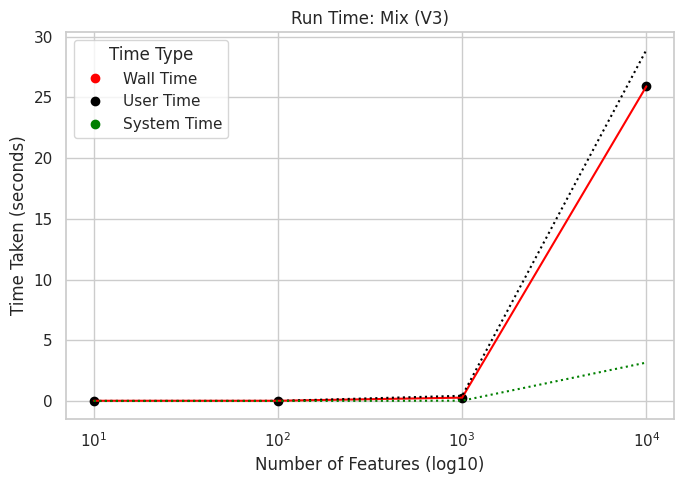 Run Time: Mix (V3)
Time Type
Wall Time
User Time
System Time
Time Taken (seconds)
30
25
20
15
10
5
0
10¹
10²
10³
10⁴
Number of Features (log10)